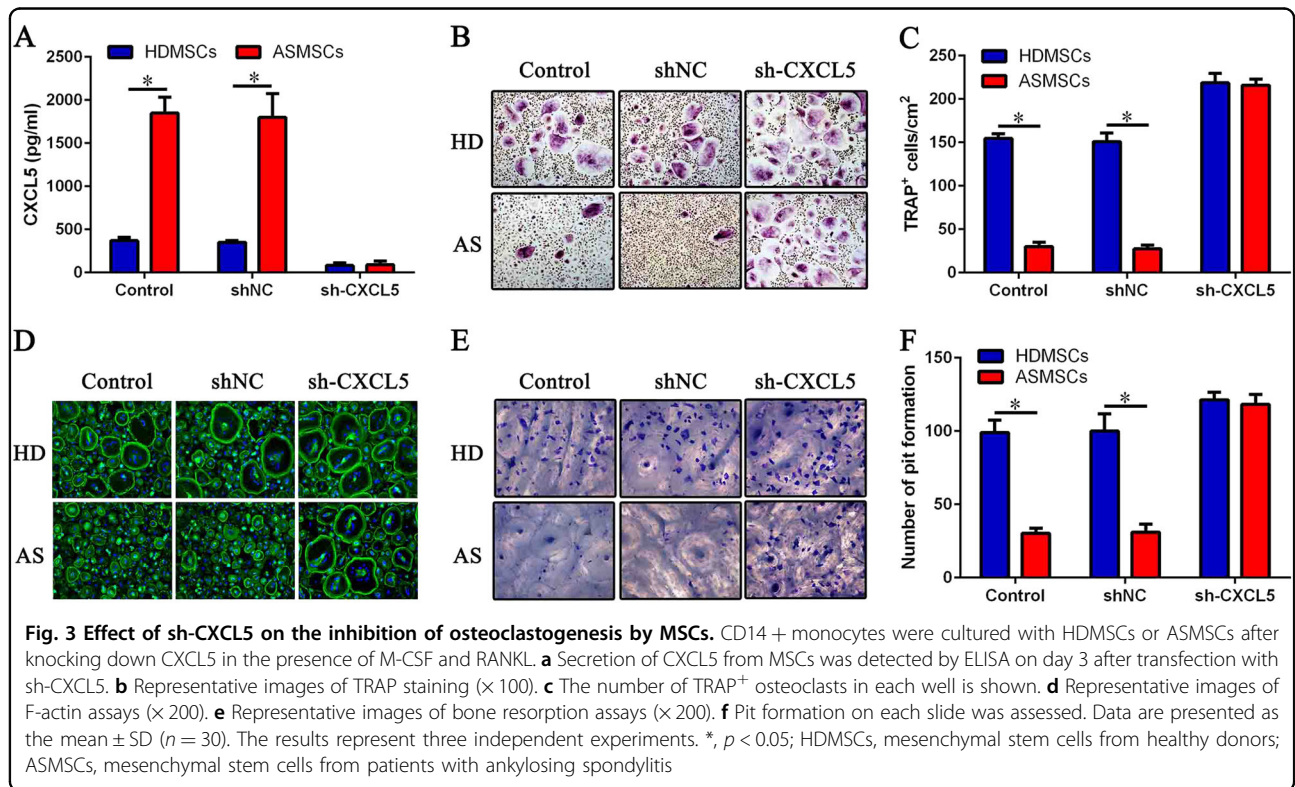 A
HDMSCs ASMSCs
CXCL5 (pg/ml)
2500
2000
1500
1000
500
0
* *
Control shNC sh-CXCL5
B
Control shNC sh-CXCL5
HD
AS
C
HDMSCs
ASMSCs
TRAP⁺ cells/cm²
250
200
150
100
50
0
* *
Control shNC sh-CXCL5
D
Control shNC sh-CXCL5
HD
AS
E
Control shNC sh-CXCL5
HD
AS
F
HDMSCs
ASMSCs
Number of pit formation
150
100
50
0
* *
Control shNC sh-CXCL5
Fig. 3 Effect of sh-CXCL5 on the inhibition of osteoclastogenesis by MSCs. CD14 + monocytes were cultured with HDMSCs or ASMSCs after
knocking down CXCL5 in the presence of M-CSF and RANKL. a Secretion of CXCL5 from MSCs was detected by ELISA on day 3 after transfection with
sh-CXCL5. b Representative images of TRAP staining (× 100). c The number of TRAP⁺ osteoclasts in each well is shown. d Representative images of
F-actin assays (× 200). e Representative images of bone resorption assays (× 200). f Pit formation on each slide was assessed. Data are presented as
the mean ± SD (n = 30). The results represent three independent experiments. *, p < 0.05; HDMSCs, mesenchymal stem cells from healthy donors;
ASMSCs, mesenchymal stem cells from patients with ankylosing spondylitis